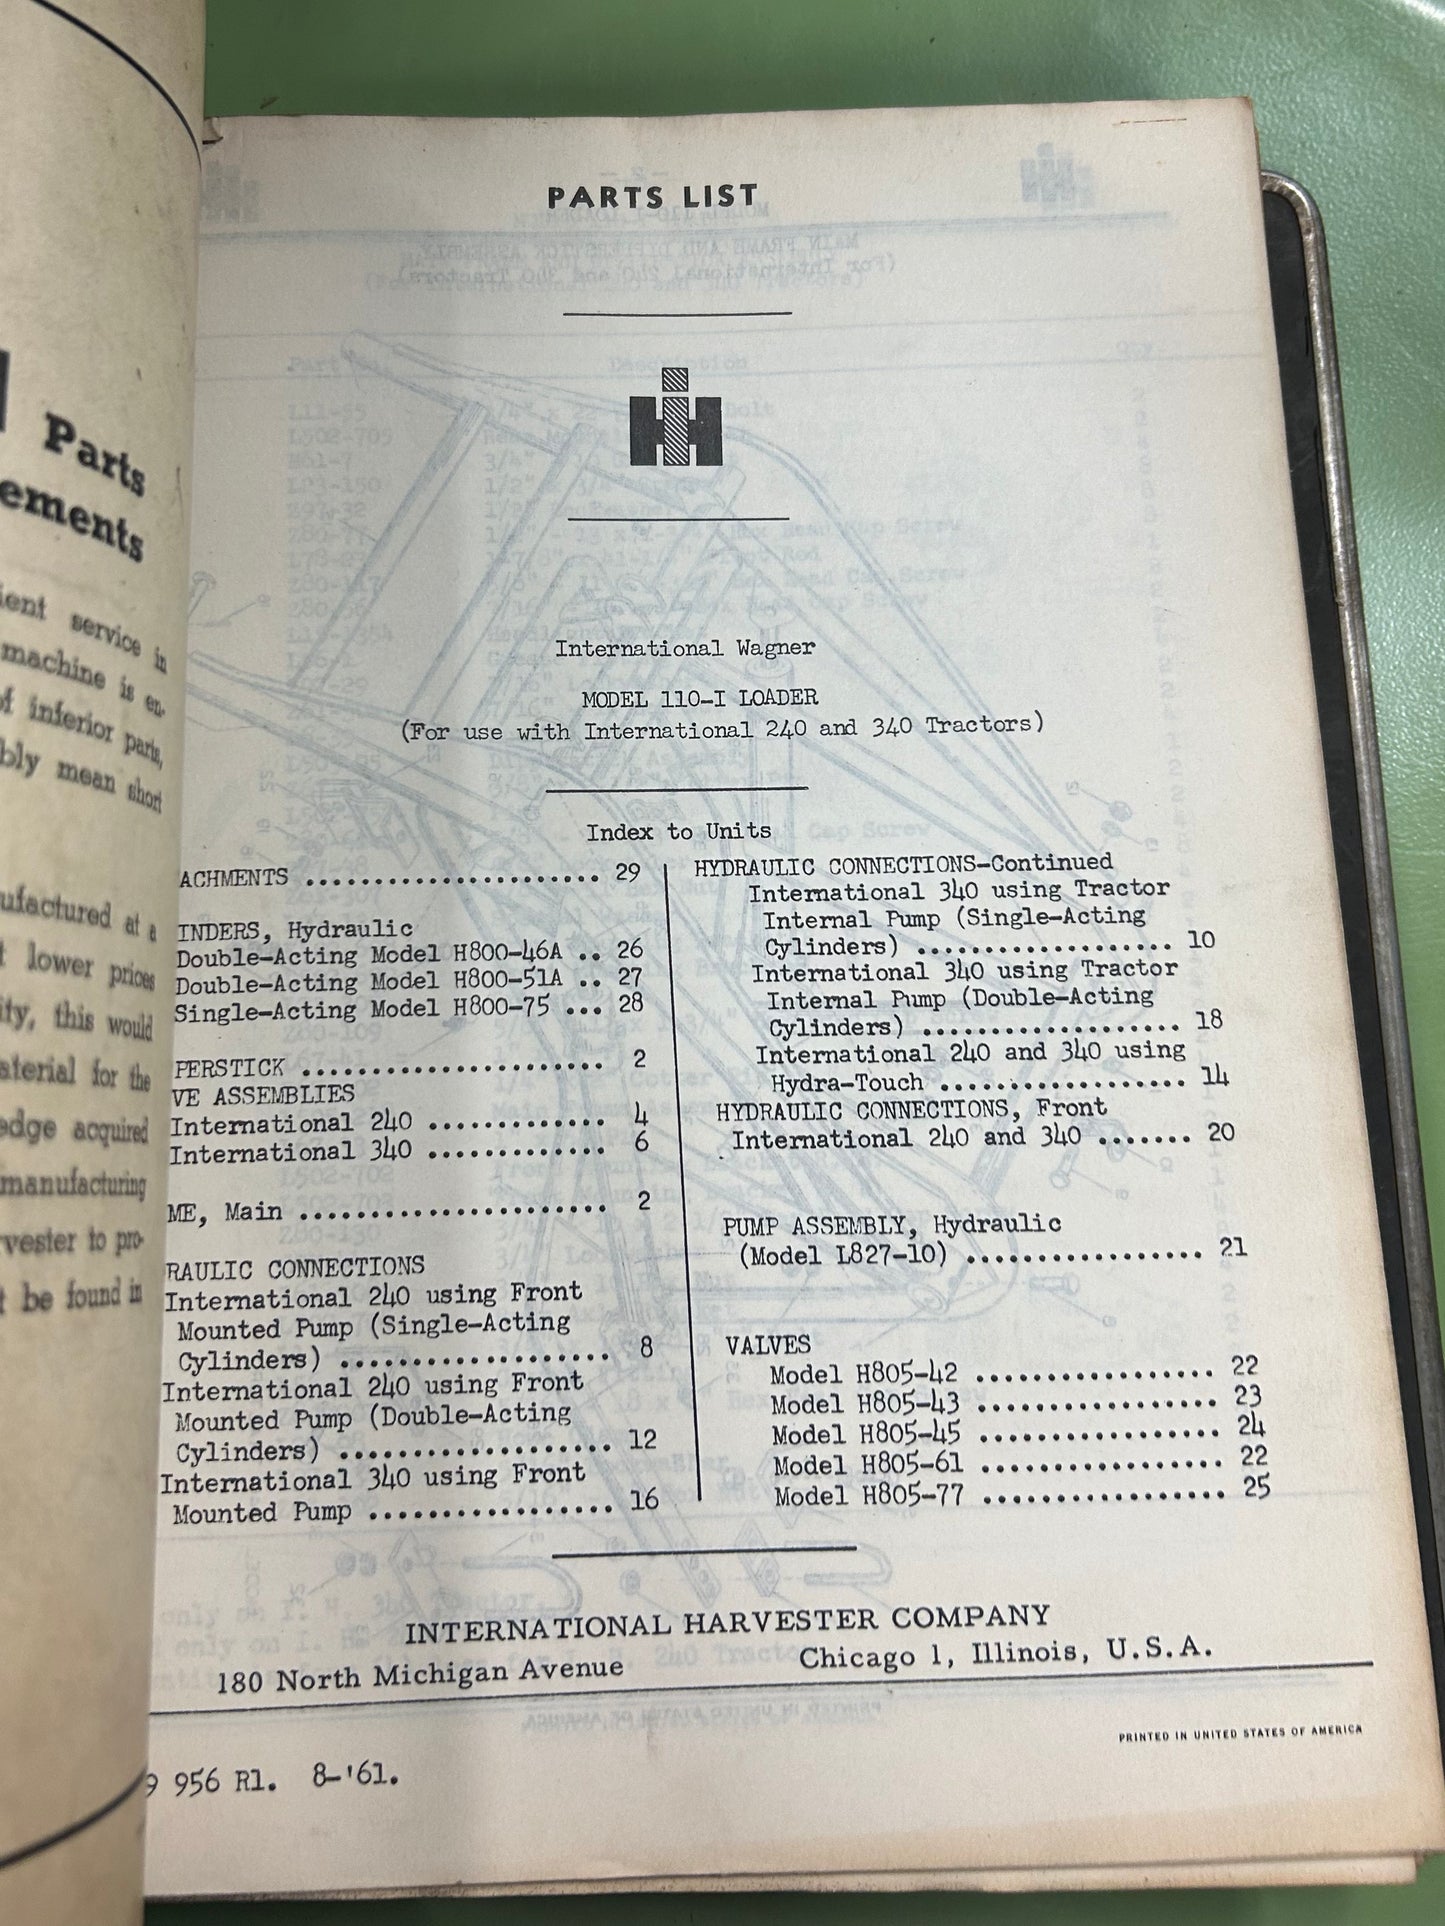 Parts
ements
ient service in
machine is en-
of inferior parts,
bly mean short
ufactured at a
t lower prices
ity, this would
aterial for the
edge acquired
manufacturing
rvester to pro-
t be found in
PARTS LIST
IH
International Wagner
MODEL 110-I LOADER
(For use with International 240 and 340 Tractors)
Index to Units
ACHMENTS ..................... 29
INDERS, Hydraulic
Double-Acting Model H800-46A .. 26
Double-Acting Model H800-51A .. 27
Single-Acting Model H800-75 ... 28
PERSTICK ...................... 2
VE ASSEMBLIES
International 240 ............. 4
International 340 ............. 6
ME, Main ...................... 2
RAULIC CONNECTIONS
International 240 using Front
Mounted Pump (Single-Acting
Cylinders) ................... 8
International 240 using Front
Mounted Pump (Double-Acting
Cylinders) ................... 12
International 340 using Front
Mounted Pump ................. 16
HYDRAULIC CONNECTIONS-Continued
International 340 using Tractor
Internal Pump (Single-Acting
Cylinders) .................. 10
International 340 using Tractor
Internal Pump (Double-Acting
Cylinders) .................. 18
International 240 and 340 using
Hydra-Touch .................. 14
HYDRAULIC CONNECTIONS, Front
International 240 and 340 ....... 20
PUMP ASSEMBLY, Hydraulic
(Model L827-10) ................. 21
VALVES
Model H805-42 ................. 22
Model H805-43 ................. 23
Model H805-45 ................. 24
Model H805-61 ................. 22
Model H805-77 ................. 25
INTERNATIONAL HARVESTER COMPANY
180 North Michigan Avenue Chicago 1, Illinois, U.S.A.
PRINTED IN UNITED STATES OF AMERICA
9 956 R1. 8-'61.